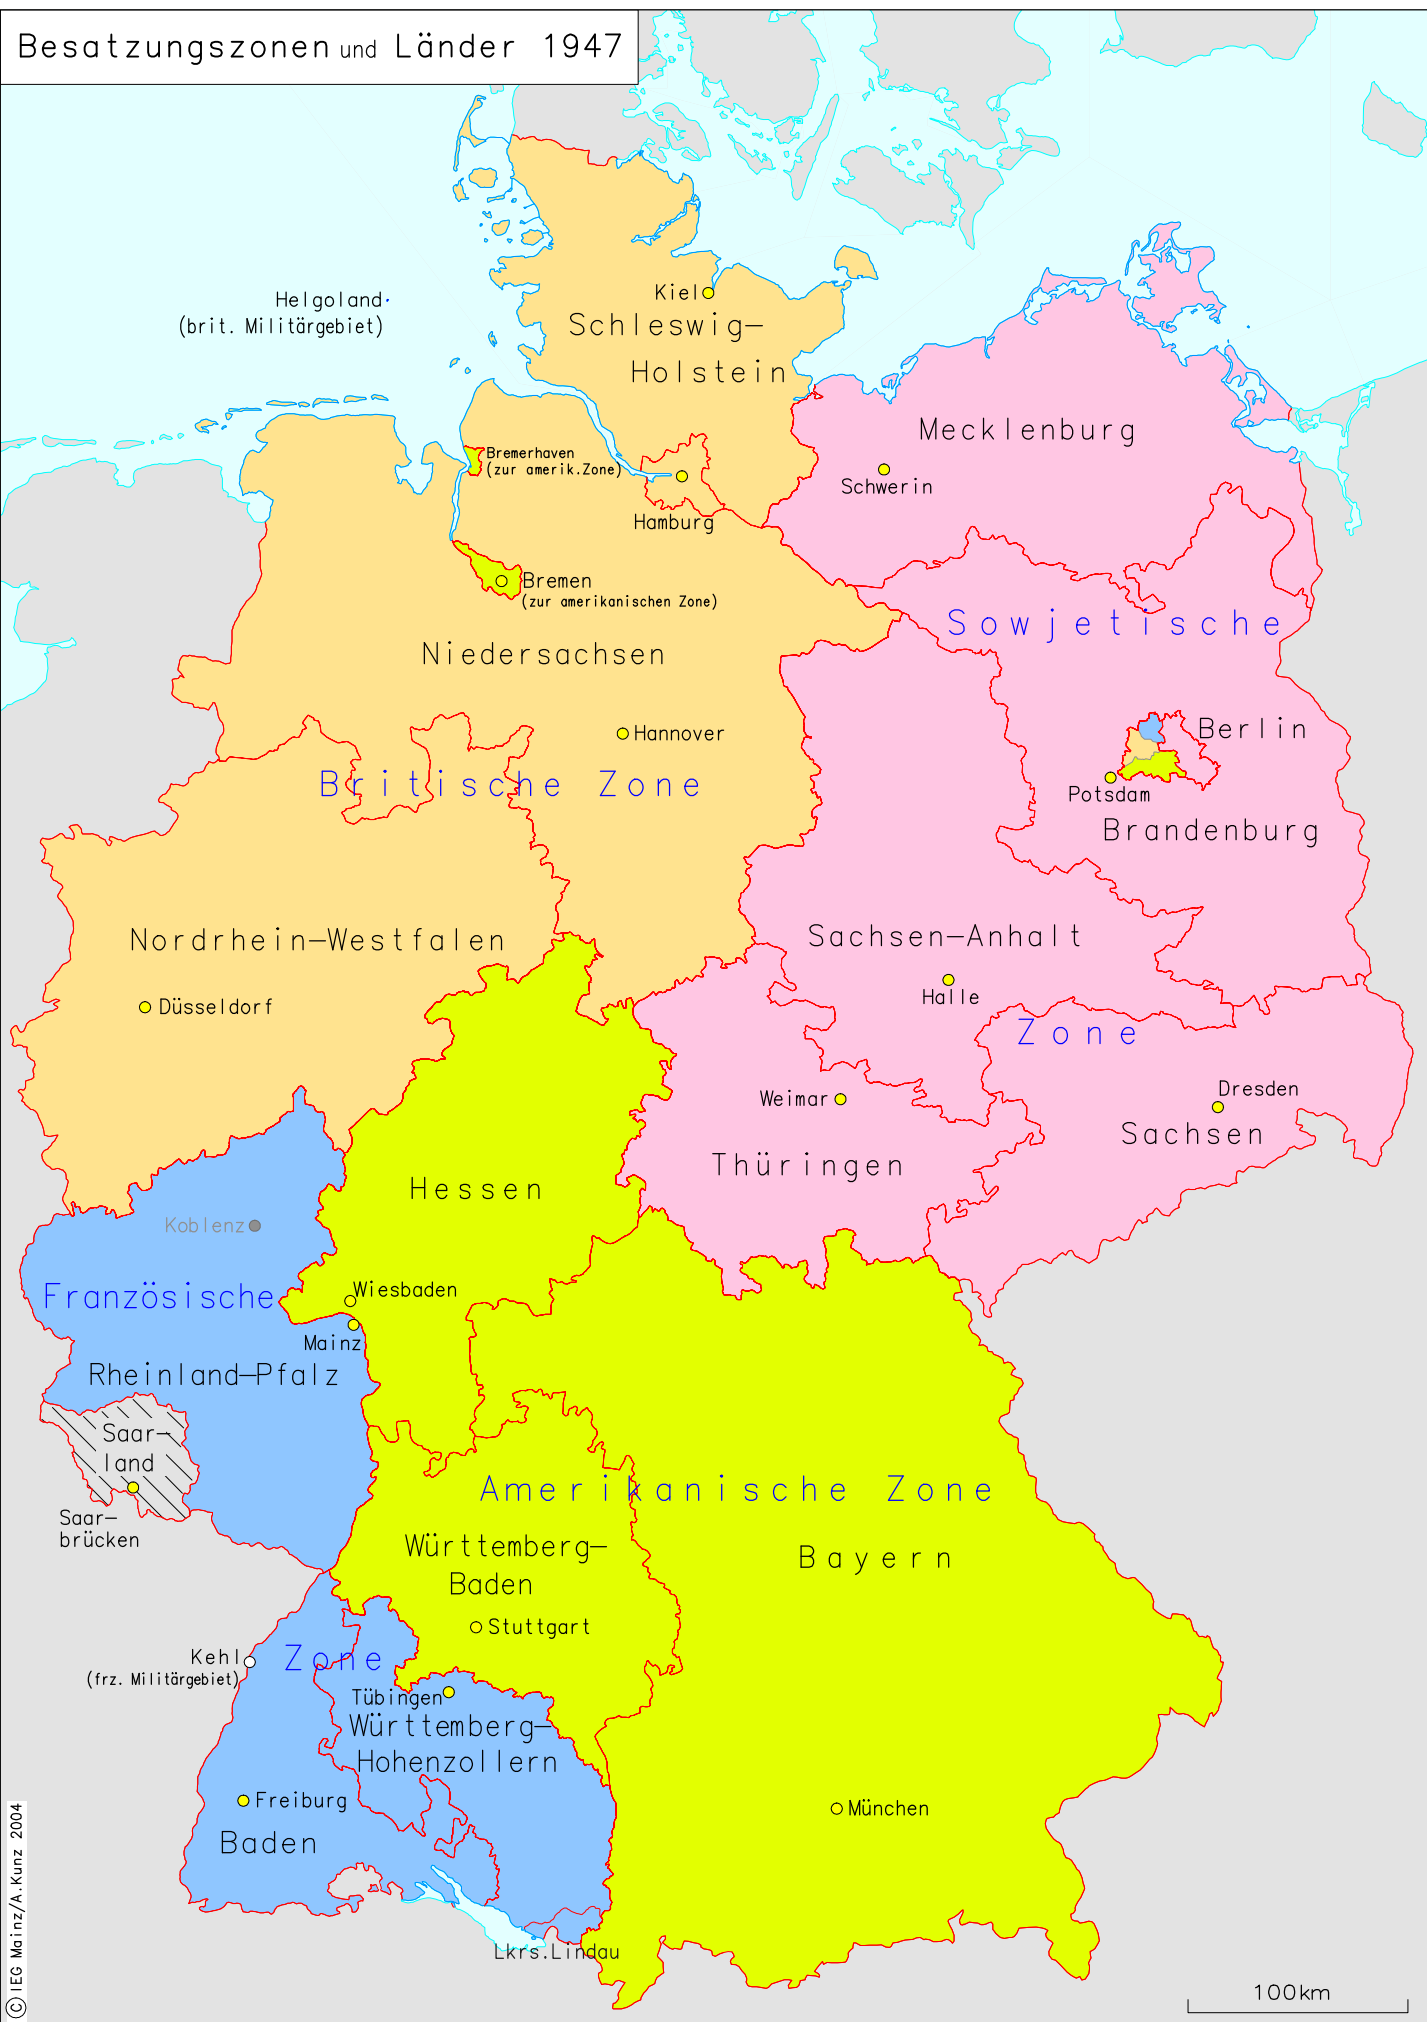 Besatzungszonen und Länder 1947
Helgoland
(brit. Militärgebiet)
Kiel
Schleswig-
Holstein
Mecklenburg
Schwerin
Bremerhaven
(zur amerik.Zone)
Hamburg
Bremen
(zur amerikanischen Zone)
Sowjetische
Niedersachsen
Hannover
Berlin
Britische Zone
Potsdam
Brandenburg
Nordrhein-Westfalen
Sachsen-Anhalt
Halle
Düsseldorf
Zone
Weimar
Dresden
Sachsen
Thüringen
Hessen
Koblenz
Französische
Wiesbaden
Mainz
Rheinland-Pfalz
Saar-
land
Saar-
brücken
Amerikanische Zone
Württemberg-
Baden
Bayern
Stuttgart
Kehl
(frz. Militärgebiet)
Zone
Tübingen
Württemberg-
Hohenzollern
Freiburg
Baden
München
Lkrs.Lindau
100km
© IEG Mainz/A.Kunz 2004